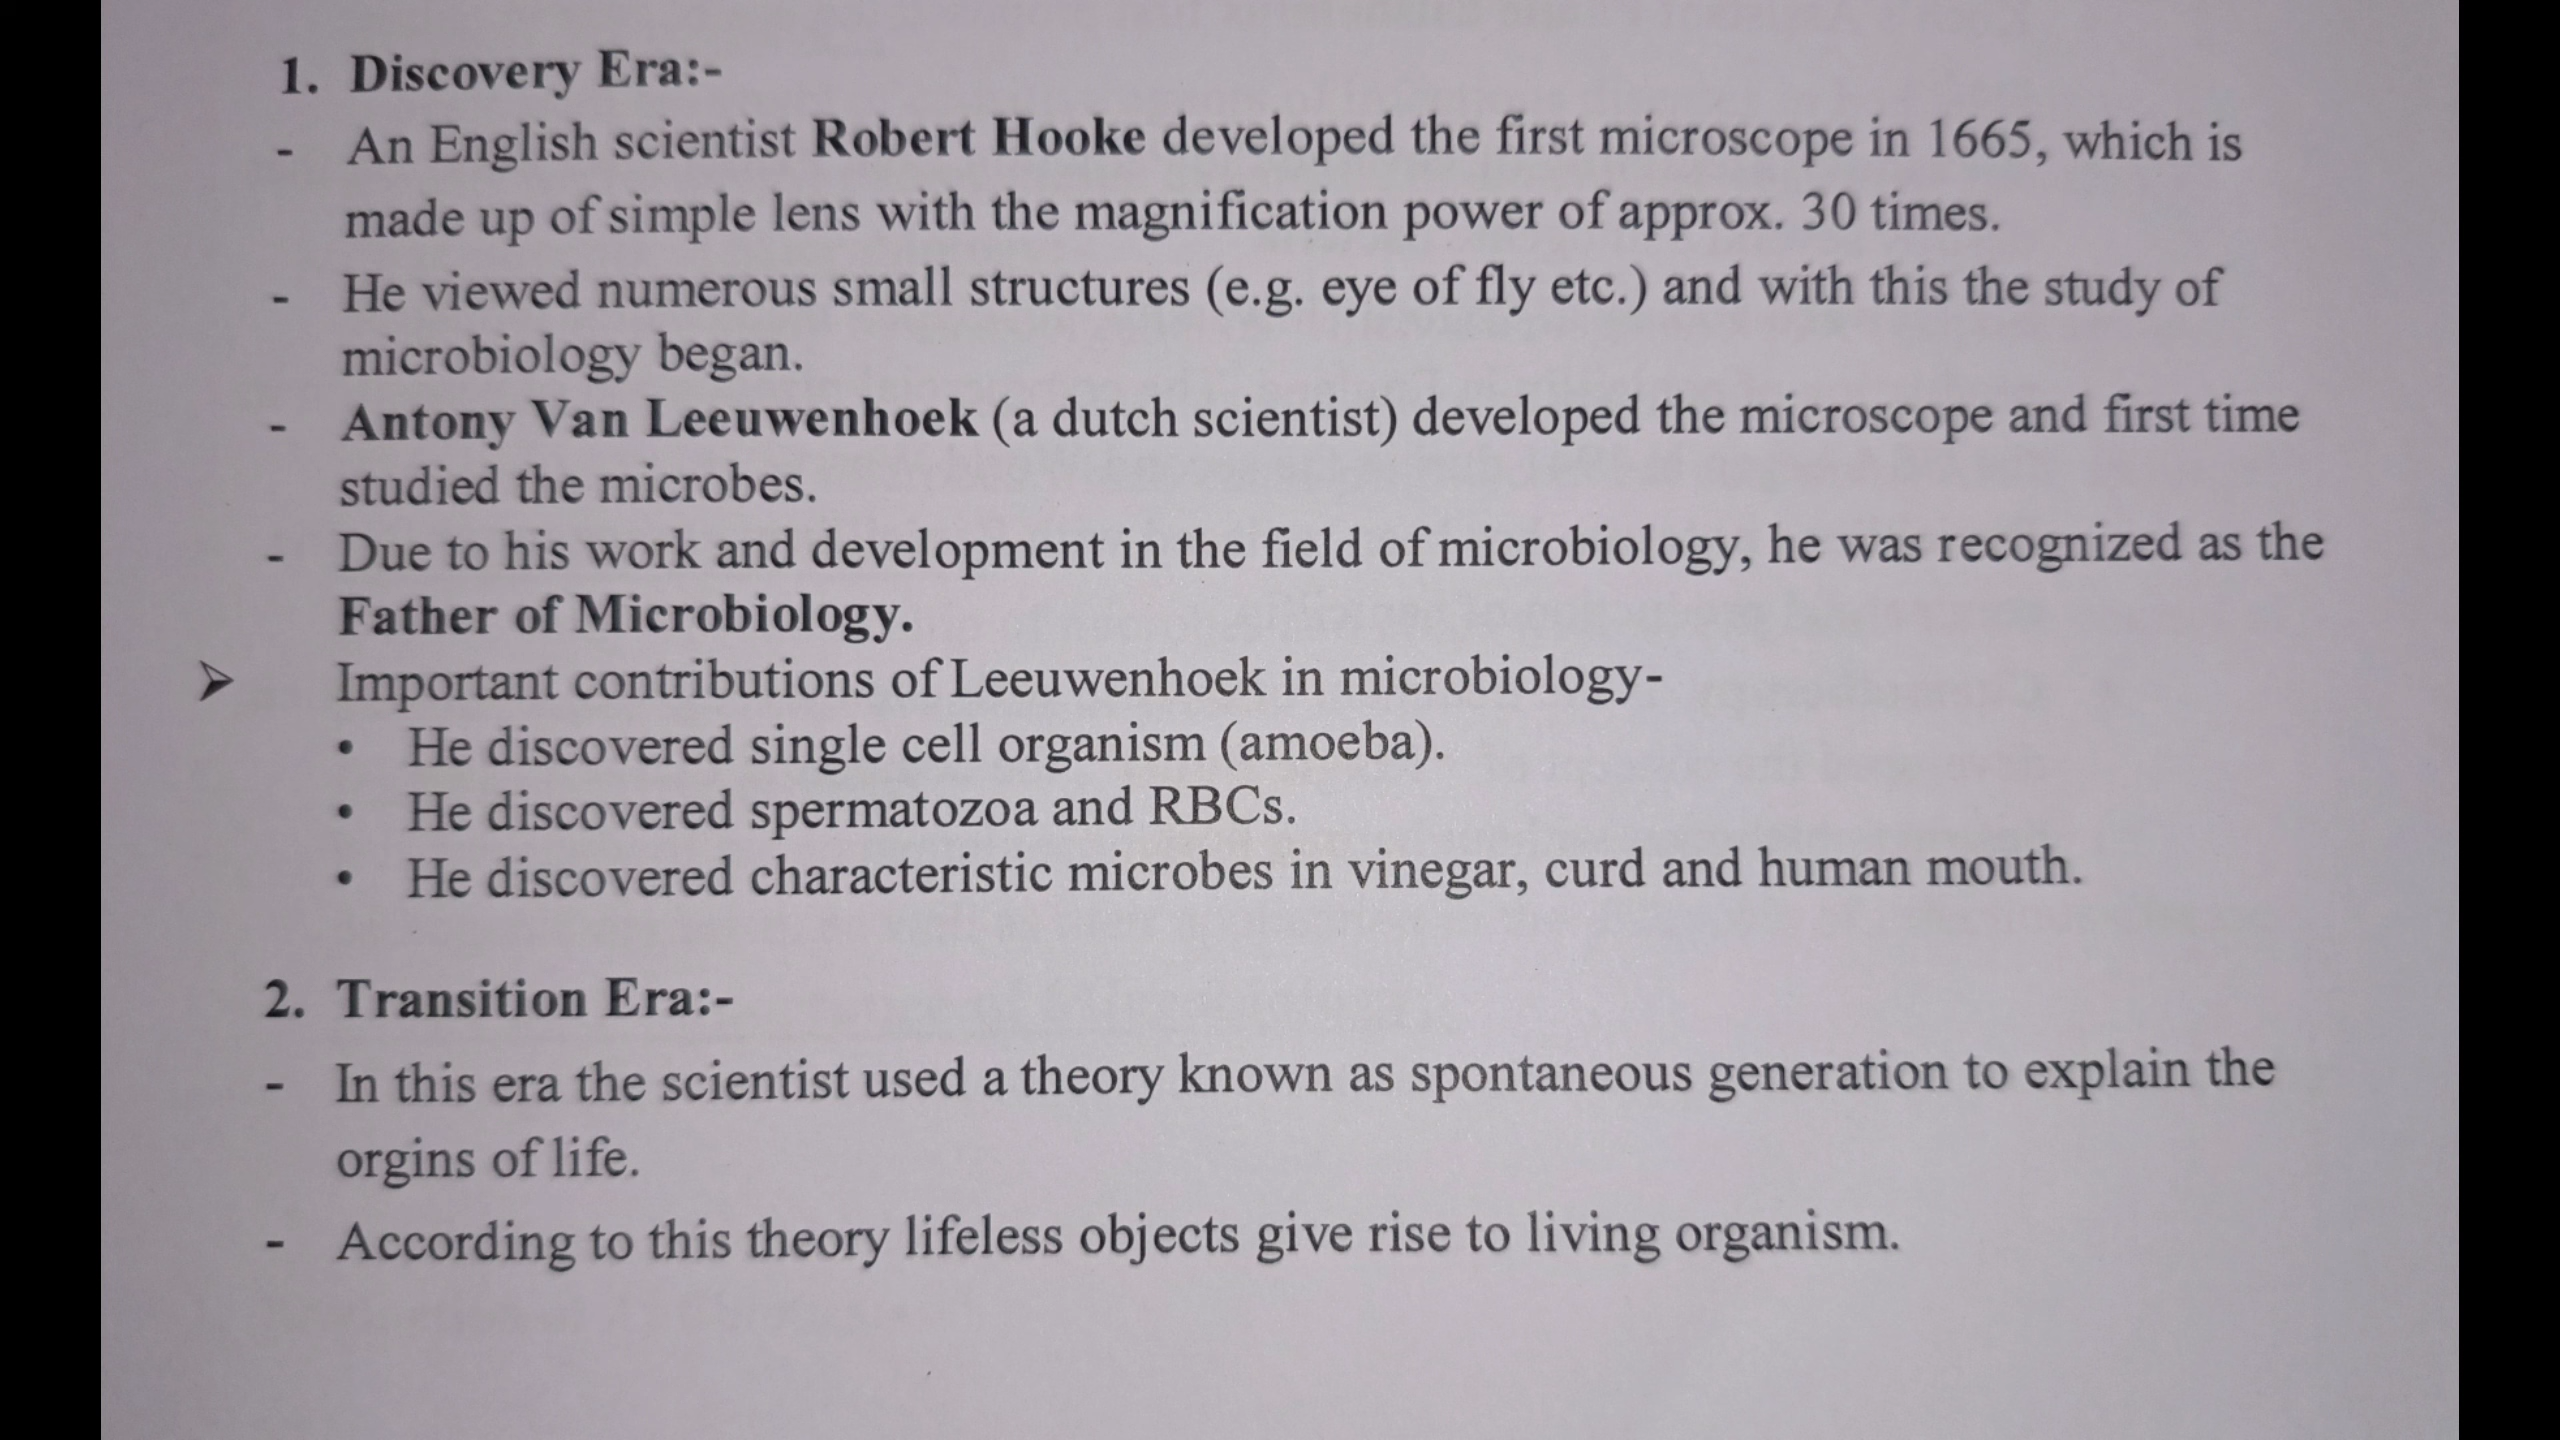 1. Discovery Era:-
- An English scientist Robert Hooke developed the first microscope in 1665, which is
made up of simple lens with the magnification power of approx. 30 times.
- He viewed numerous small structures (e.g. eye of fly etc.) and with this the study of
microbiology began.
- Antony Van Leeuwenhoek (a dutch scientist) developed the microscope and first time
studied the microbes.
- Due to his work and development in the field of microbiology, he was recognized as the
Father of Microbiology.
➢ Important contributions of Leeuwenhoek in microbiology-
• He discovered single cell organism (amoeba).
• He discovered spermatozoa and RBCs.
• He discovered characteristic microbes in vinegar, curd and human mouth.
2. Transition Era:-
- In this era the scientist used a theory known as spontaneous generation to explain the
orgins of life.
- According to this theory lifeless objects give rise to living organism.